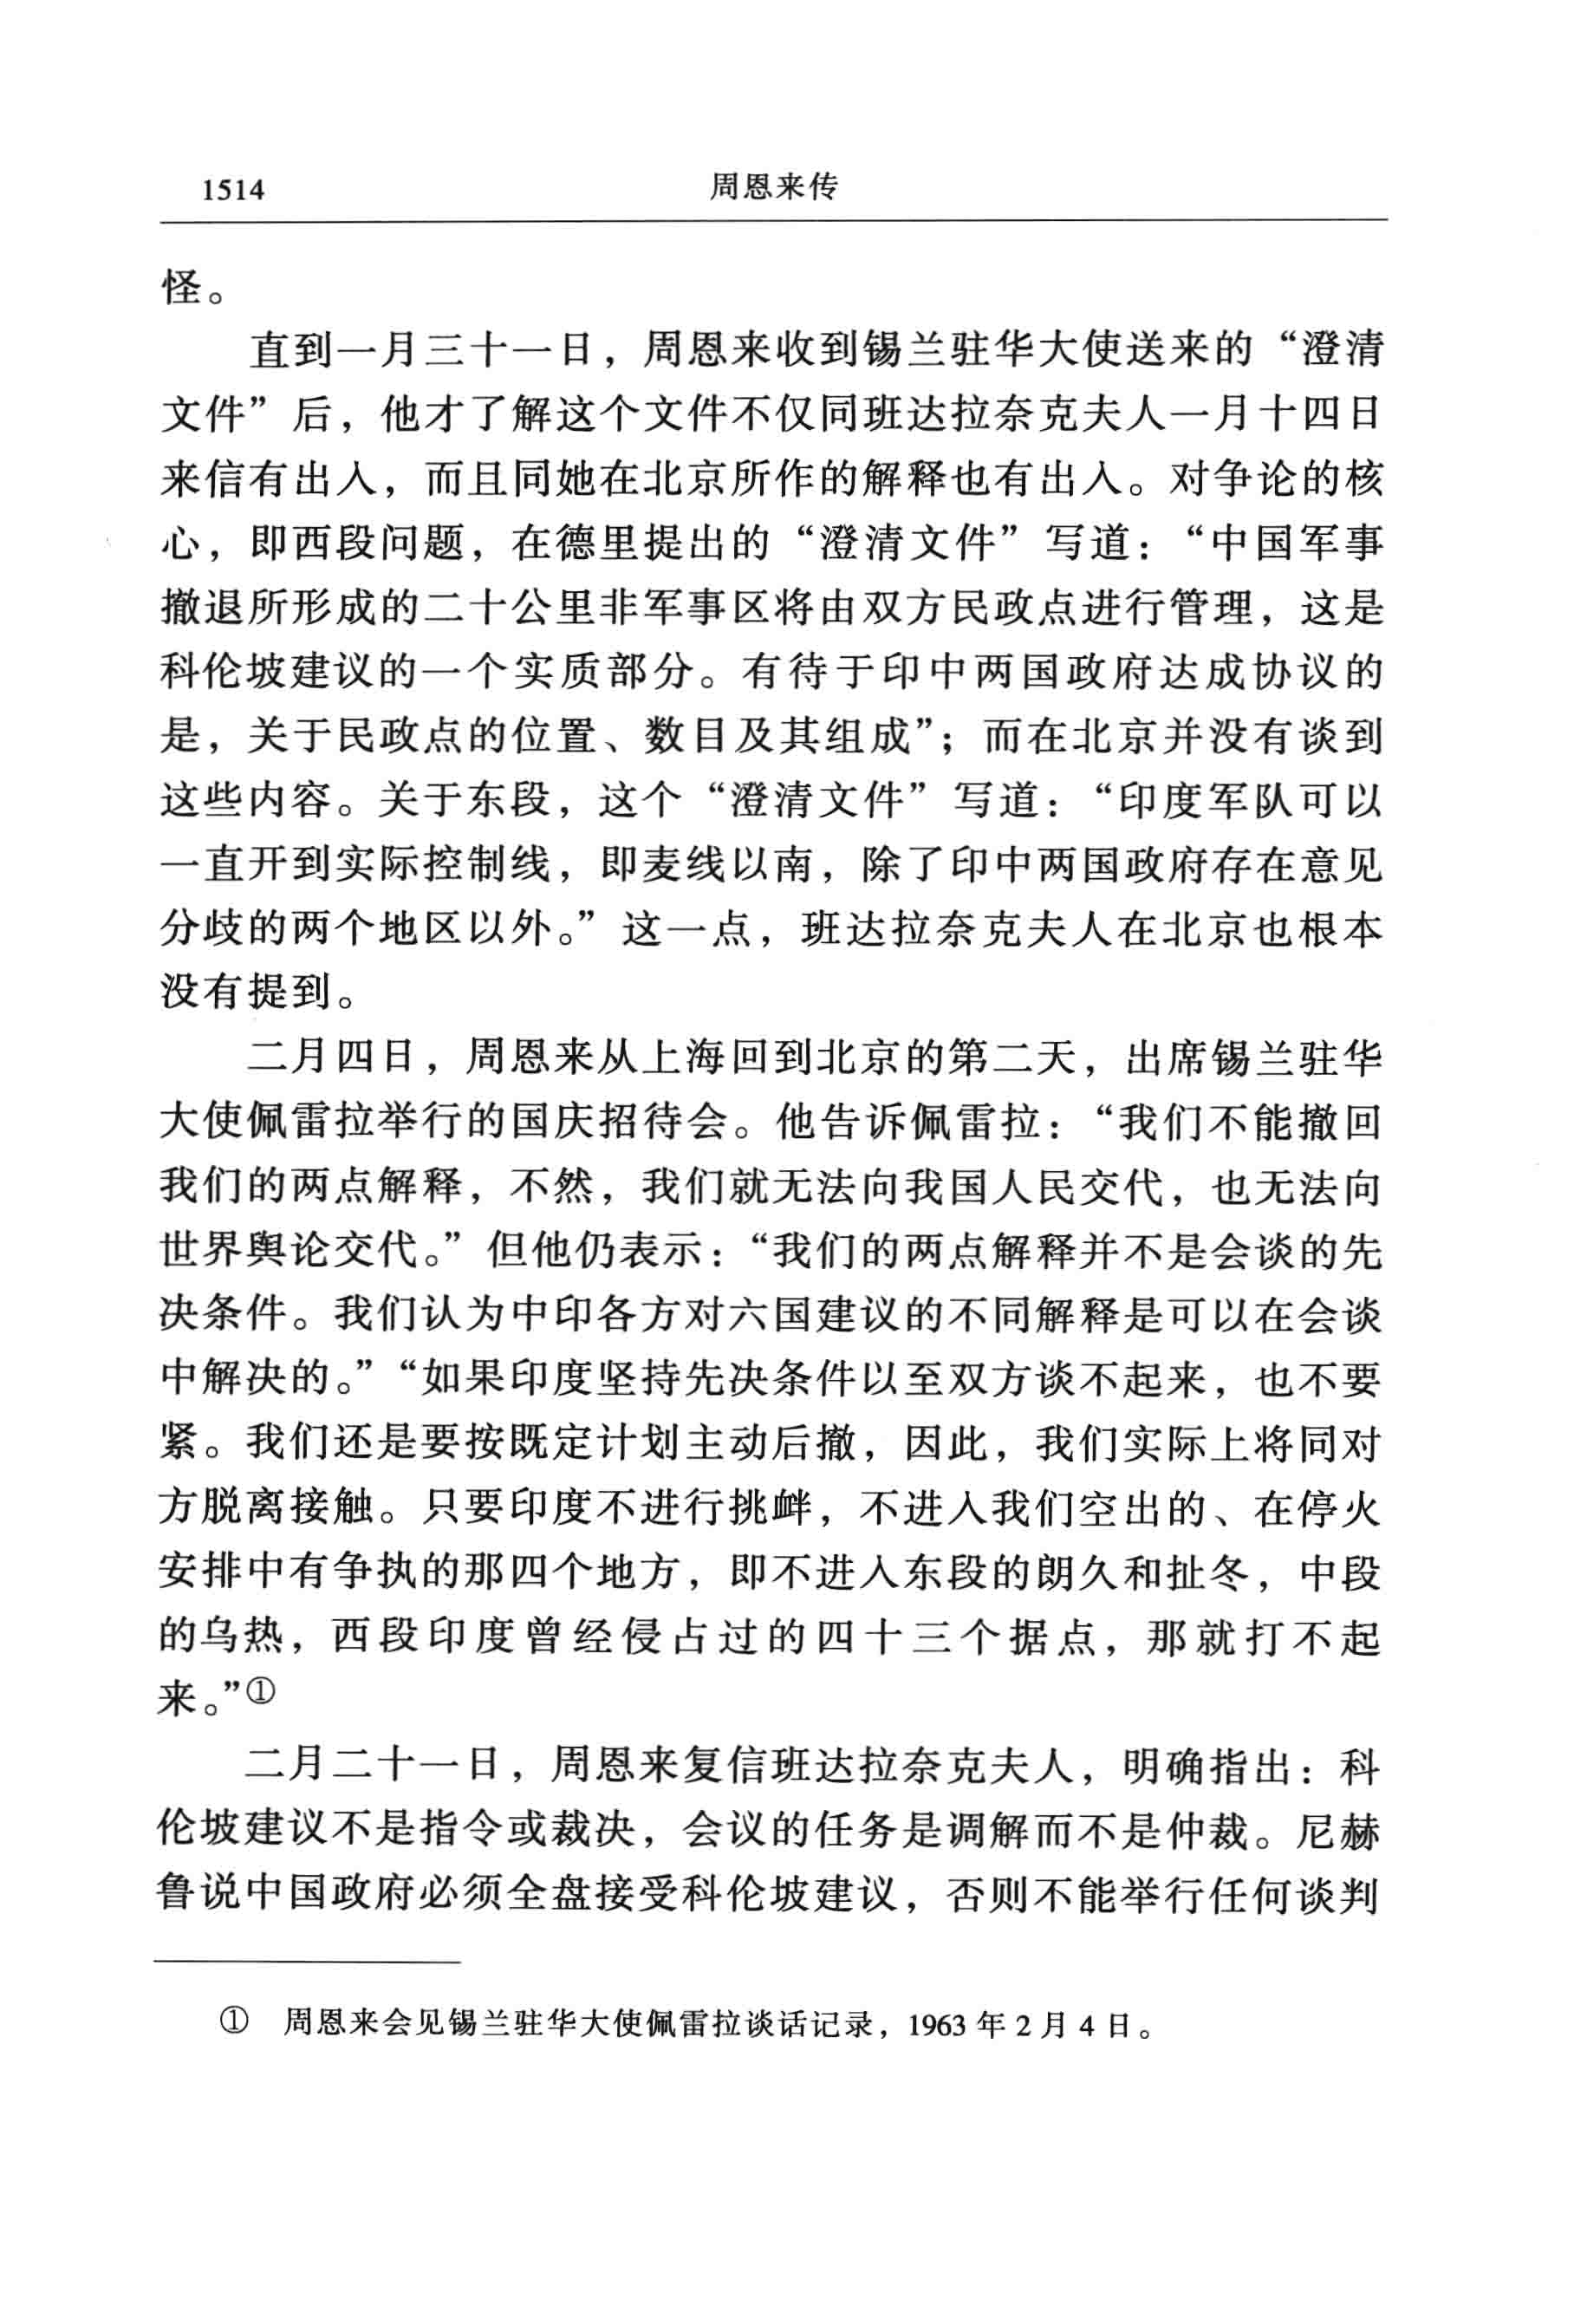 1514 周恩来传
怪。
直到一月三十一日，周恩来收到锡兰驻华大使送来的“澄清
文件”后，他才了解这个文件不仅同班达拉奈克夫人一月十四日
来信有出入，而且同她在北京所作的解释也有出入。对争论的核
心，即西段问题，在德里提出的“澄清文件”写道：“中国军事
撤退所形成的二十公里非军事区将由双方民政点进行管理，这是
科伦坡建议的一个实质部分。有待于印中两国政府达成协议的
是，关于民政点的位置、数目及其组成”；而在北京并没有谈到
这些内容。关于东段，这个“澄清文件”写道：“印度军队可以
一直开到实际控制线，即麦线以南，除了印中两国政府存在意见
分歧的两个地区以外。”这一点，班达拉奈克夫人在北京也根本
没有提到。
二月四日，周恩来从上海回到北京的第二天，出席锡兰驻华
大使佩雷拉举行的国庆招待会。他告诉佩雷拉：“我们不能撤回
我们的两点解释，不然，我们就无法向我国人民交代，也无法向
世界舆论交代。”但他仍表示：“我们的两点解释并不是会谈的先
决条件。我们认为中印各方对六国建议的不同解释是可以在会谈
中解决的。”“如果印度坚持先决条件以至双方谈不起来，也不要
紧。我们还是要按既定计划主动后撤，因此，我们实际上将同对
方脱离接触。只要印度不进行挑衅，不进入我们空出的、在停火
安排中有争执的那四个地方，即不进入东段的朗久和扯冬，中段
的乌热，西段印度曾经侵占过的四十三个据点，那就打不起
来。”①
二月二十一日，周恩来复信班达拉奈克夫人，明确指出：科
伦坡建议不是指令或裁决，会议的任务是调解而不是仲裁。尼赫
鲁说中国政府必须全盘接受科伦坡建议，否则不能举行任何谈判
① 周恩来会见锡兰驻华大使佩雷拉谈话记录，1963 年 2 月 4 日。